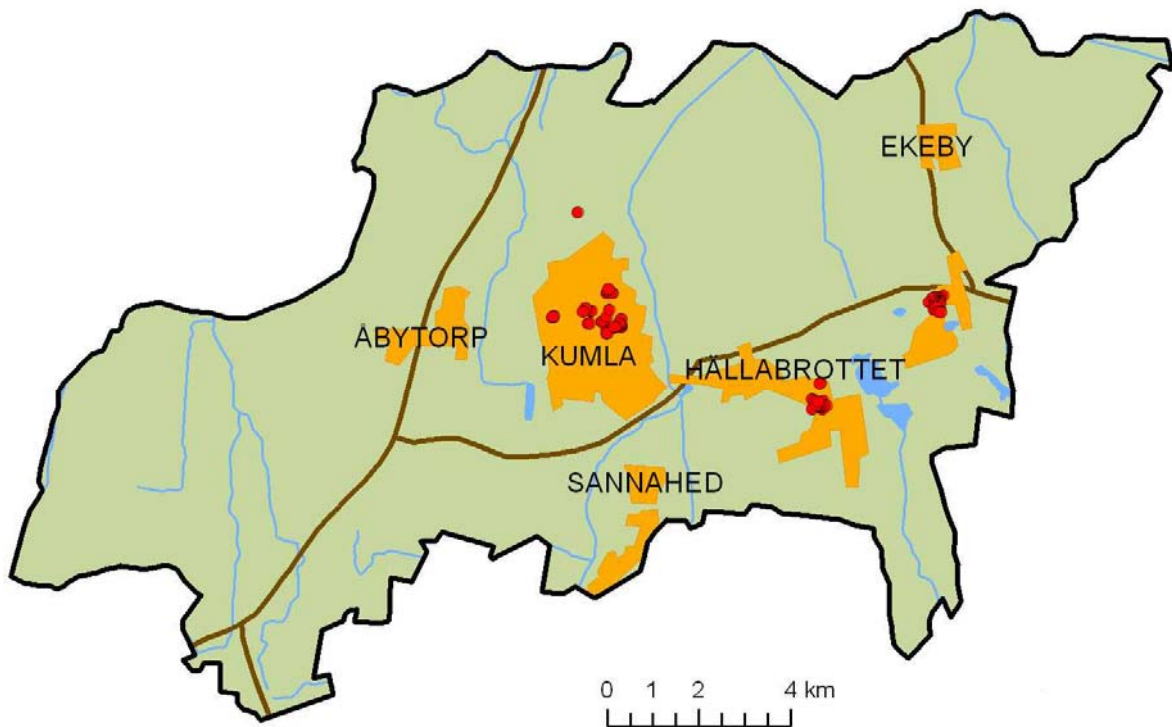 EKEBY
ÅBYTORP
KUMLA
HÄLLABROTTET
SANNAHED
0 1 2 4 km